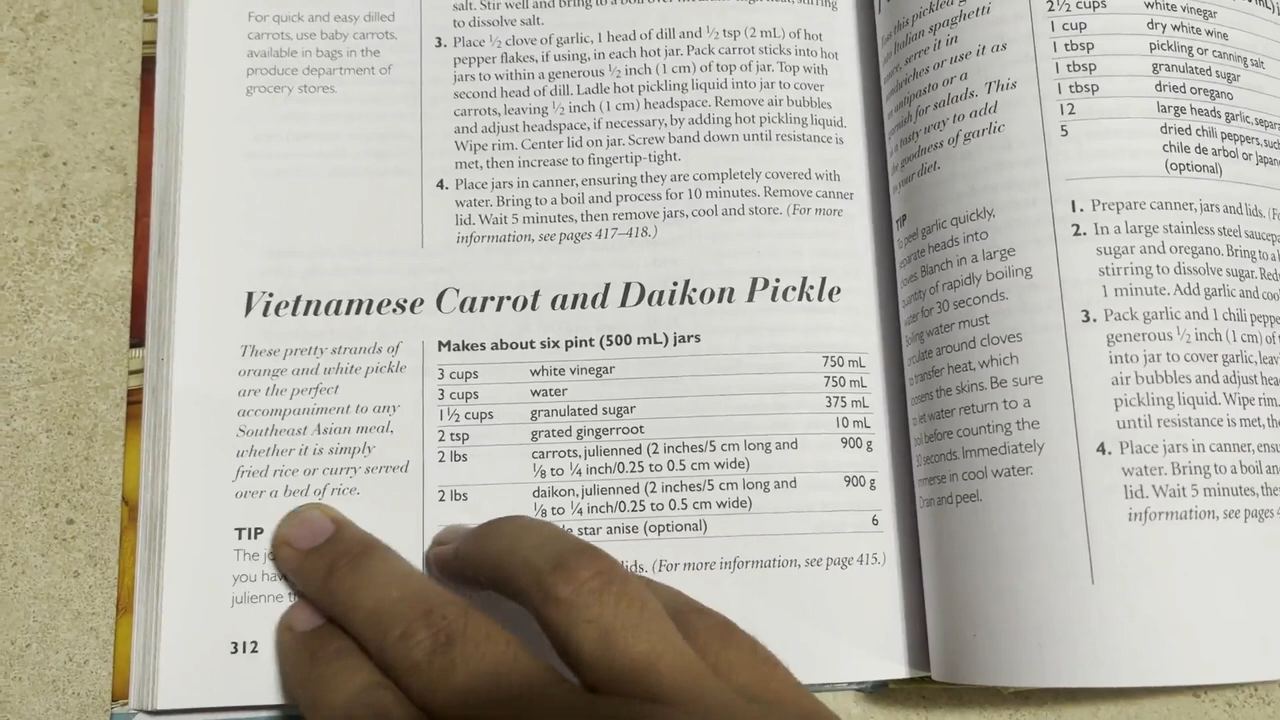 For quick and easy dilled
carrots, use baby carrots,
available in bags in the
produce department of
grocery stores.
salt. Stir well and bring to a boil over
to dissolve salt.
3. Place ½ clove of garlic, 1 head of dill and ½ tsp (2 mL) of hot
pepper flakes, if using, in each hot jar. Pack carrot sticks into hot
jars to within a generous ½ inch (1 cm) of top of jar. Top with
second head of dill. Ladle hot pickling liquid into jar to cover
carrots, leaving ½ inch (1 cm) headspace. Remove air bubbles
and adjust headspace, if necessary, by adding hot pickling liquid.
Wipe rim. Center lid on jar. Screw band down until resistance is
met, then increase to fingertip-tight.
4. Place jars in canner, ensuring they are completely covered with
water. Bring to a boil and process for 10 minutes. Remove canner
lid. Wait 5 minutes, then remove jars, cool and store. (For more
information, see pages 417–418.)
Vietnamese Carrot and Daikon Pickle
These pretty strands of
orange and white pickle
are the perfect
accompaniment to any
Southeast Asian meal,
whether it is simply
fried rice or curry served
over a bed of rice.
TIP
The
you
julienne
312
Makes about six pint (500 mL) jars
3 cups white vinegar 750 mL
3 cups water 750 mL
1½ cups granulated sugar 375 mL
2 tsp grated gingerroot 10 mL
2 lbs carrots, julienned (2 inches/5 cm long and 900 g
⅛ to ¼ inch/0.25 to 0.5 cm wide)
2 lbs daikon, julienned (2 inches/5 cm long and 900 g
⅛ to ¼ inch/0.25 to 0.5 cm wide)
star anise (optional) 6
(For more information, see page 415.)
this pickled
Italian spaghetti
serve it in
or use it as
antipasto or a
for salads. This
a tasty way to add
the goodness of garlic
your diet.
TIP
peel garlic quickly,
heads into
Blanch in a large
of rapidly boiling
for 30 seconds.
Boiling water must
around cloves
transfer heat, which
the skins. Be sure
let water return to a
boil before counting the
30 seconds. Immediately
in cool water.
Drain and peel.
2½ cups white vinegar
1 cup dry white wine
1 tbsp pickling or canning salt
1 tbsp granulated sugar
1 tbsp dried oregano
12 large heads garlic,
5 dried chili peppers,
chile de arbol or
(optional)
1. Prepare canner, jars and lids.
2. In a large stainless steel
sugar and oregano. Bring to a
stirring to dissolve sugar.
1 minute. Add garlic and
3. Pack garlic and 1 chili
generous ½ inch (1 cm) of
into jar to cover garlic,
air bubbles and adjust
pickling liquid. Wipe rim.
until resistance is met,
4. Place jars in canner,
water. Bring to a boil and
lid. Wait 5 minutes,
information, see pages